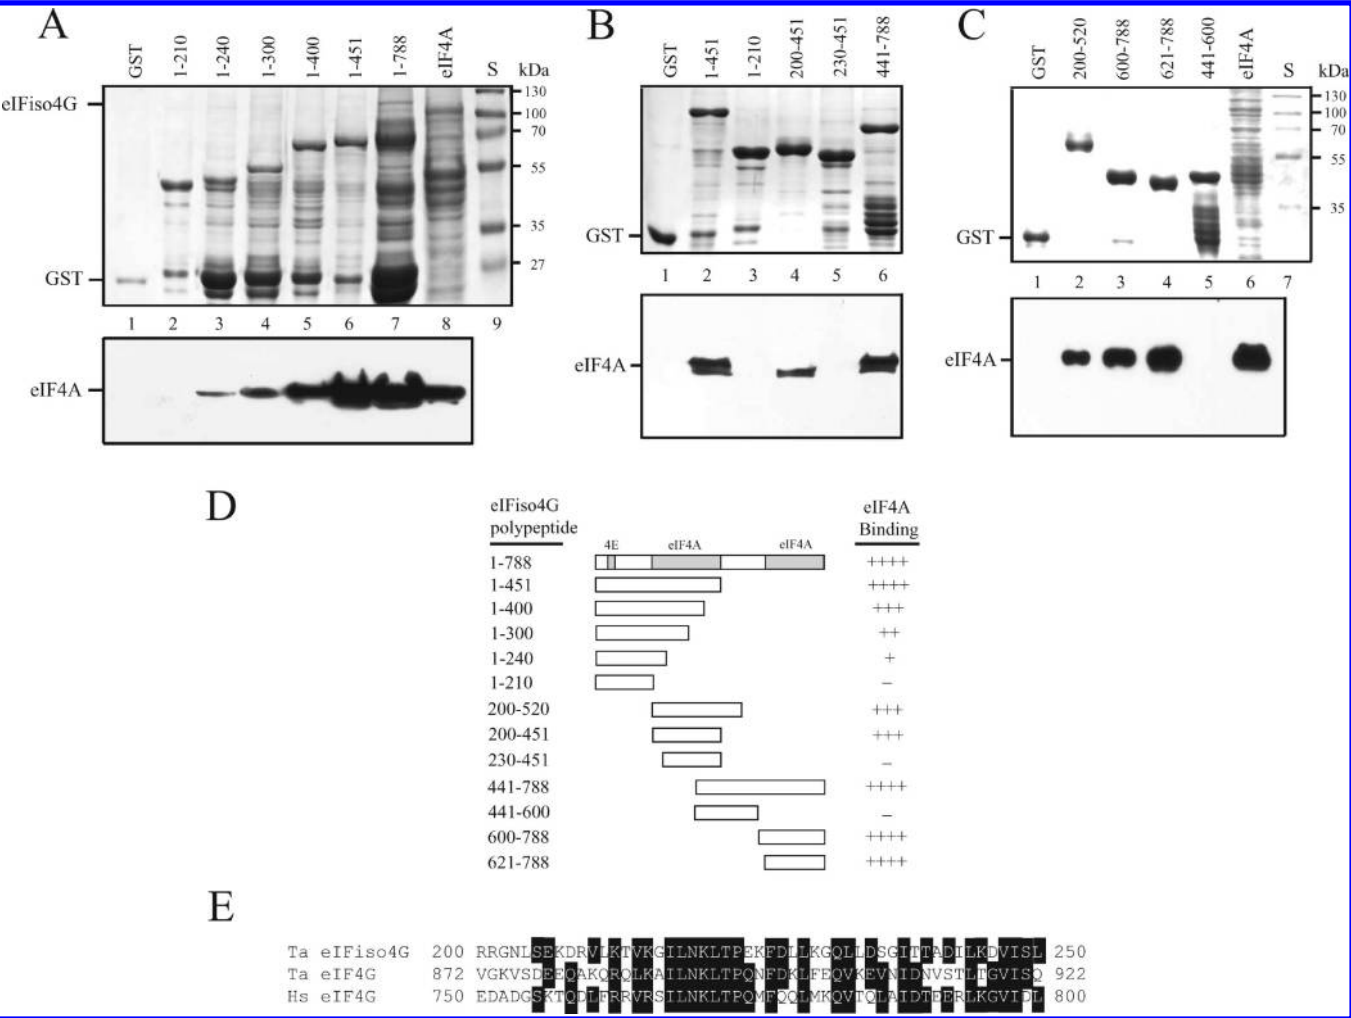 A
GST 1-210 1-240 1-300 1-400 1-451 1-788 eIF4A S kDa
eIFiso4G
130
100
70
55
35
27
GST
1 2 3 4 5 6 7 8 9
eIF4A
B
GST 1-451 1-210 200-451 230-451 441-788
GST
1 2 3 4 5 6
eIF4A
C
GST 200-520 600-788 621-788 441-600 eIF4A S kDa
130
100
70
55
35
GST
1 2 3 4 5 6 7
eIF4A
D
eIFiso4G polypeptide
eIF4A Binding
4E eIF4A eIF4A
1-788 ++++
1-451 ++++
1-400 +++
1-300 ++
1-240 +
1-210 –
200-520 +++
200-451 +++
230-451 –
441-788 ++++
441-600 –
600-788 ++++
621-788 ++++
E
Ta eIFiso4G 200 RRGNLSEKDRVLKTVKGILNKLTPEKFDLLKGQLLDSGITTADILKDVISL 250
Ta eIF4G 872 VGKVSDEEQAKQRQLKAILNKLTPQNFDKLFEQVKEVNIDNVSTLTGVISQ 922
Hs eIF4G 750 EDADGSKTQDLFRRVRSILNKLTPQMFQQLMKQVTQLAIDTEERLKGVIDL 800